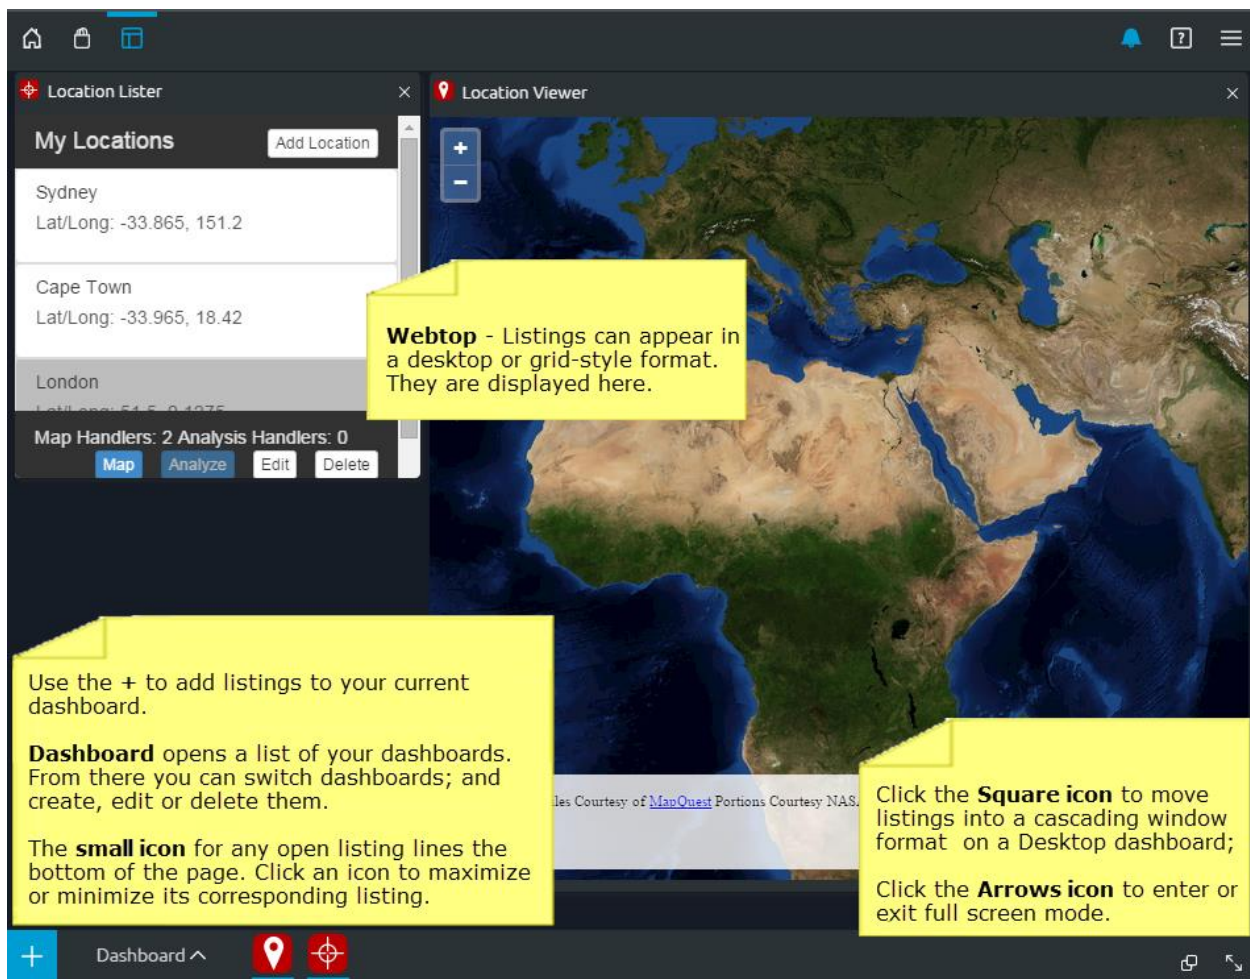 Location Lister
Location Viewer
My Locations
Add Location
Sydney
Lat/Long: -33.865, 151.2
Cape Town
Lat/Long: -33.965, 18.42
London
Lat/Long: 51.5, 0.1275
Map Handlers: 2 Analysis Handlers: 0
Map Analyze Edit Delete
Webtop - Listings can appear in
a desktop or grid-style format.
They are displayed here.
Use the + to add listings to your current
dashboard.
Dashboard opens a list of your dashboards.
From there you can switch dashboards; and
create, edit or delete them.
The small icon for any open listing lines the
bottom of the page. Click an icon to maximize
or minimize its corresponding listing.
Courtesy of MapQuest Portions Courtesy NASA
Click the Square icon to move
listings into a cascading window
format on a Desktop dashboard;
Click the Arrows icon to enter or
exit full screen mode.
Dashboard